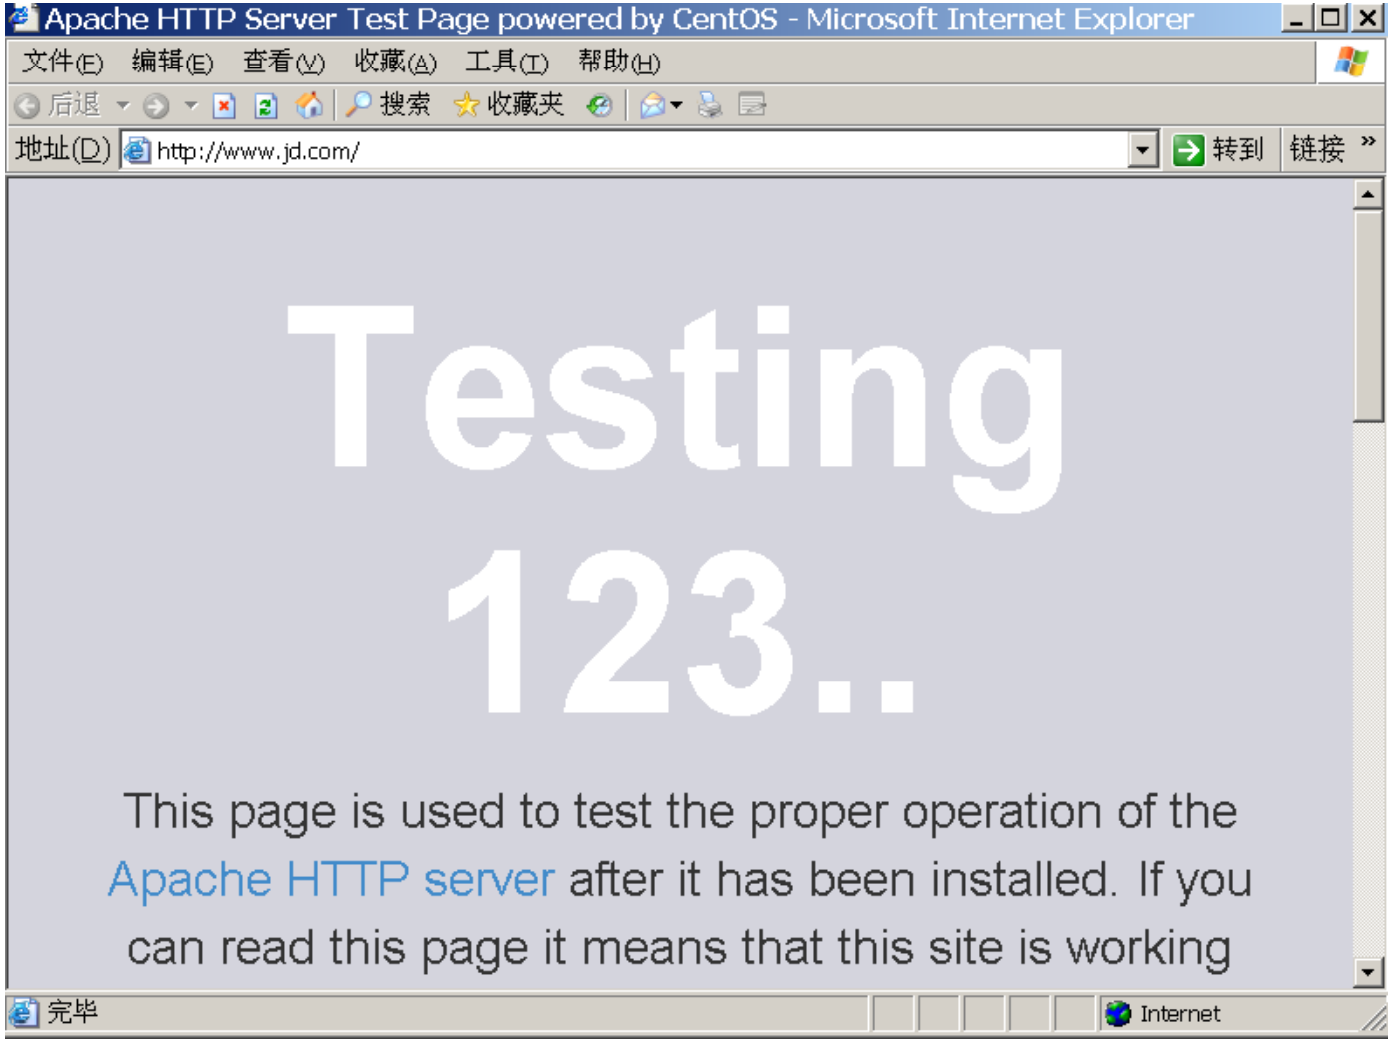 Apache HTTP Server Test Page powered by CentOS - Microsoft Internet Explorer
文件(F) 编辑(E) 查看(V) 收藏(A) 工具(T) 帮助(H)
后退 搜索 收藏夹
地址(D) http://www.jd.com/ 转到 链接 »
Testing
123..
This page is used to test the proper operation of the
Apache HTTP server after it has been installed. If you
can read this page it means that this site is working
完毕 Internet